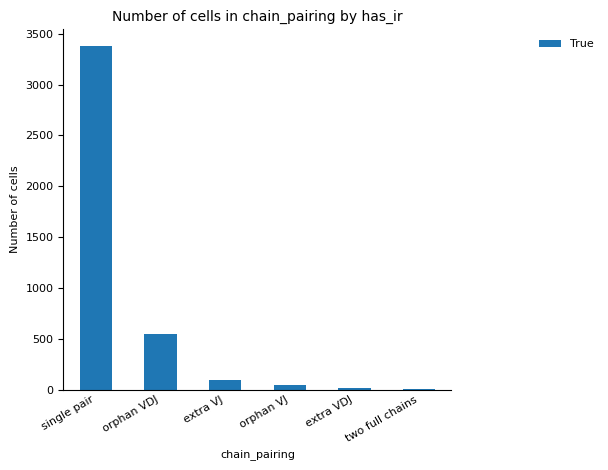 Number of cells in chain_pairing by has_ir
True
3500
3000
2500
2000
1500
1000
500
0
Number of cells
single pair
orphan VDJ
extra VJ
orphan VJ
extra VDJ
two full chains
chain_pairing